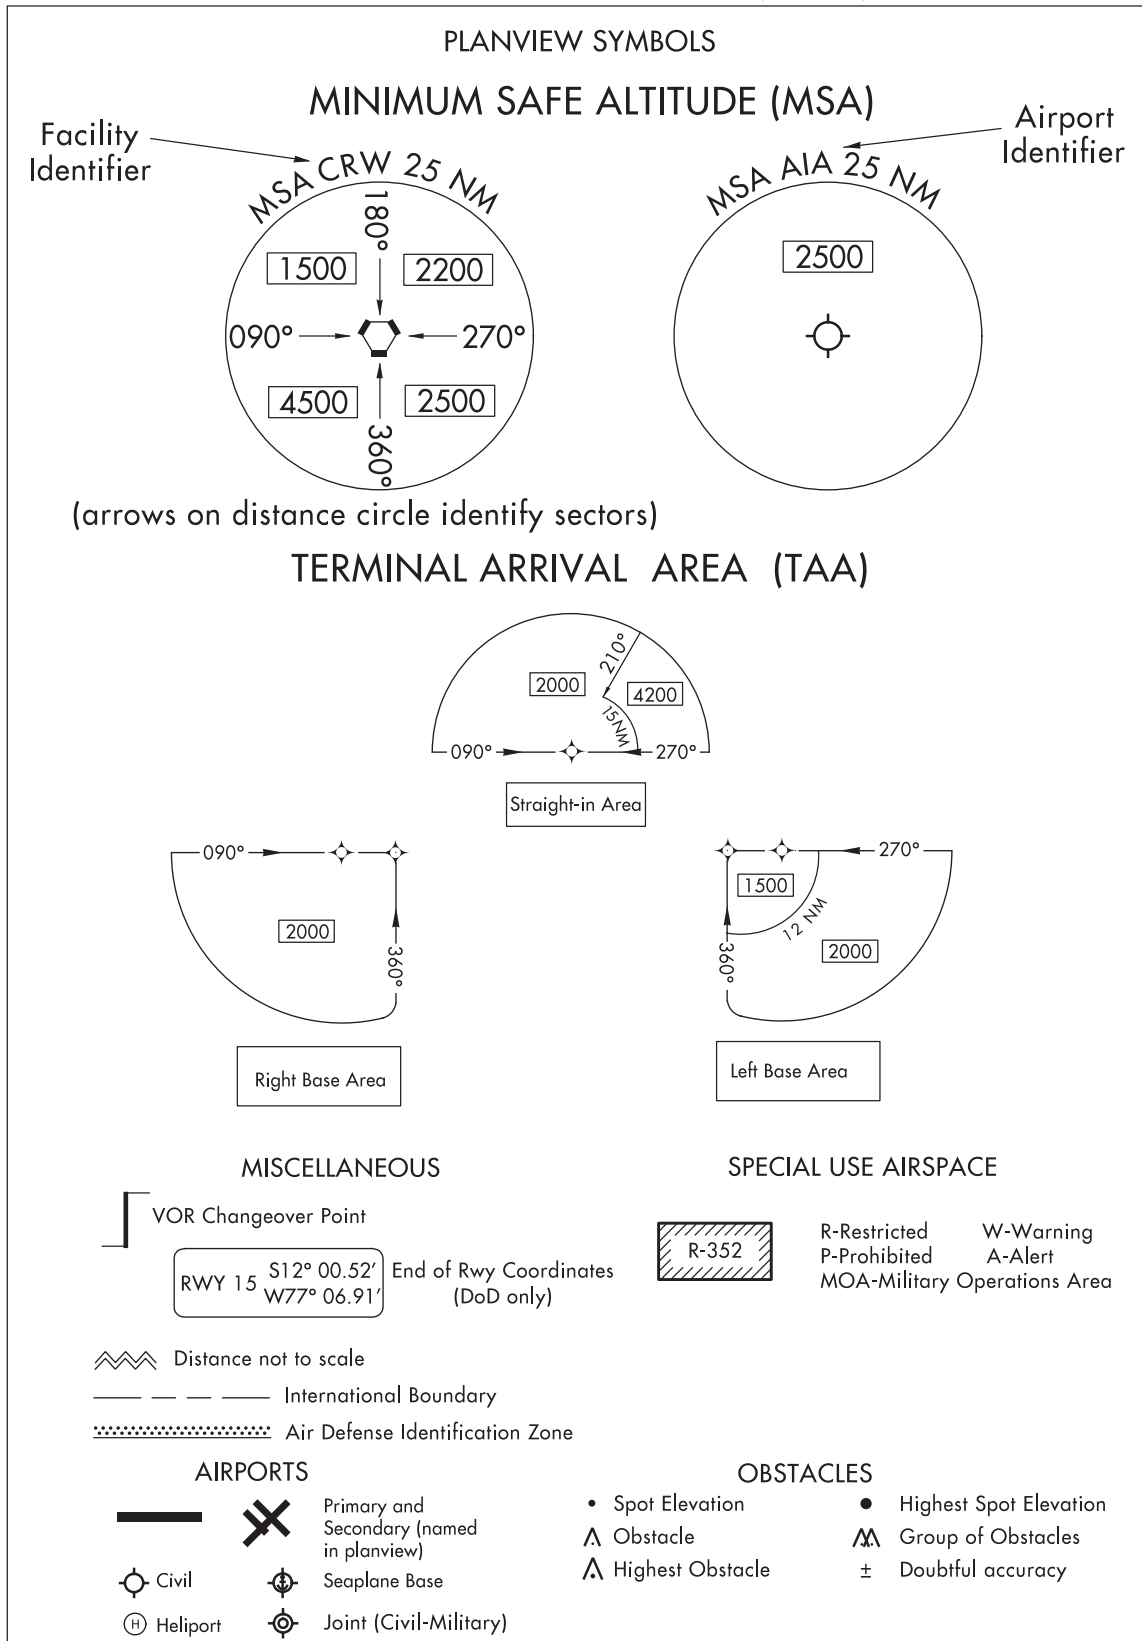 PLANVIEW SYMBOLS
MINIMUM SAFE ALTITUDE (MSA)
Facility
Identifier
Airport
Identifier
MSA CRW 25 NM
180°
1500
2200
090°
270°
4500
2500
360°
MSA AIA 25 NM
2500
(arrows on distance circle identify sectors)
TERMINAL ARRIVAL AREA (TAA)
210°
2000
4200
15NM
090°
270°
Straight-in Area
090°
2000
360°
Right Base Area
270°
1500
12 NM
2000
360°
Left Base Area
MISCELLANEOUS
VOR Changeover Point
RWY 15
S12° 00.52'
W77° 06.91'
End of Rwy Coordinates
(DoD only)
Distance not to scale
International Boundary
Air Defense Identification Zone
SPECIAL USE AIRSPACE
R-352
R-Restricted W-Warning
P-Prohibited A-Alert
MOA-Military Operations Area
AIRPORTS
Primary and
Secondary (named
in planview)
Civil
Seaplane Base
H
Heliport
Joint (Civil-Military)
OBSTACLES
Spot Elevation
Highest Spot Elevation
Obstacle
Group of Obstacles
Highest Obstacle
± Doubtful accuracy